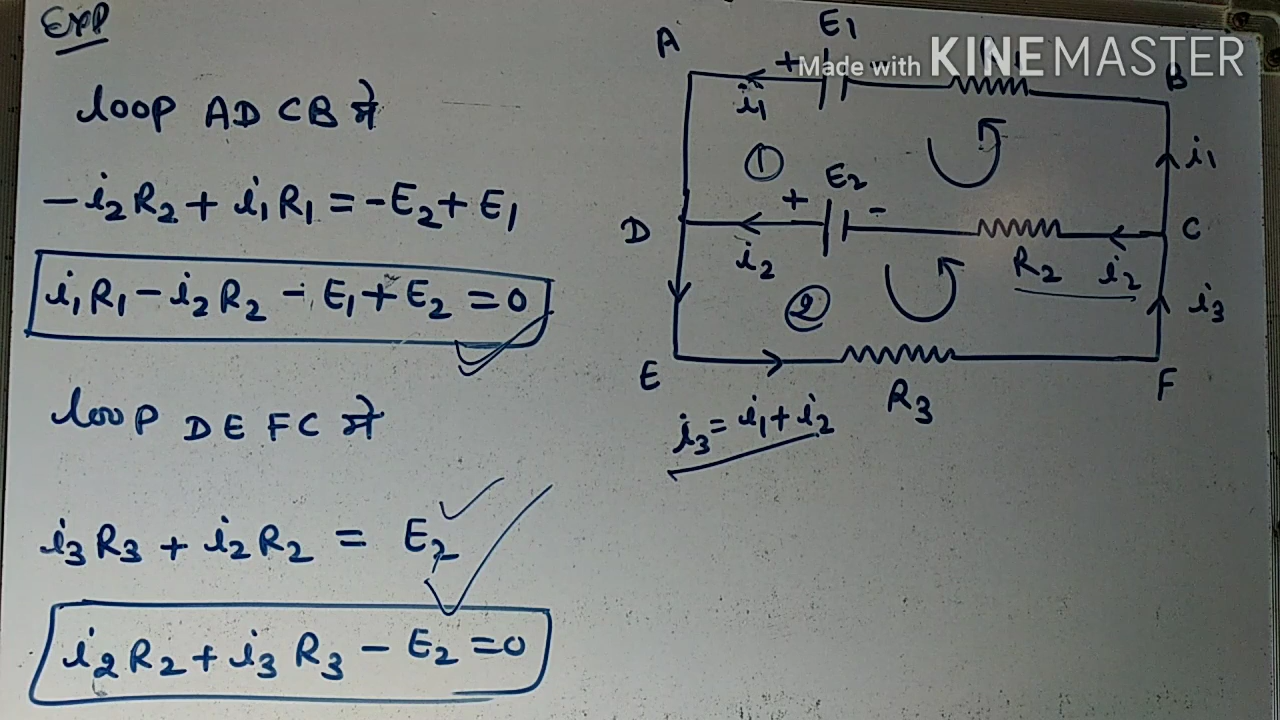 Exp
loop ADCB में
-i₂R₂ + i₁R₁ = -E₂ + E₁
i₁R₁ - i₂R₂ - E₁ + E₂ = 0
loop DEFC में
i₃R₃ + i₂R₂ = E₂
i₂R₂ + i₃R₃ - E₂ = 0
Made with KINEMASTER
A
E₁
+
B
i₁
i₁
①
E₂
+
-
D
C
i₂
R₂
i₂
②
i₃
E
R₃
F
i₃ = i₁ + i₂